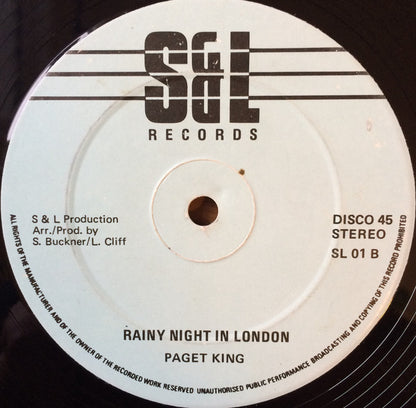 S&L
RECORDS
S & L Production
Arr./Prod. by
S. Buckner/L. Cliff
DISCO 45
STEREO
SL 01 B
RAINY NIGHT IN LONDON
PAGET KING
ALL RIGHTS OF THE MANUFACTURER AND OF THE OWNER OF THE RECORDED WORK RESERVED UNAUTHORISED PUBLIC PERFORMANCE BROADCASTING AND COPYING OF THIS RECORD PROHIBITED